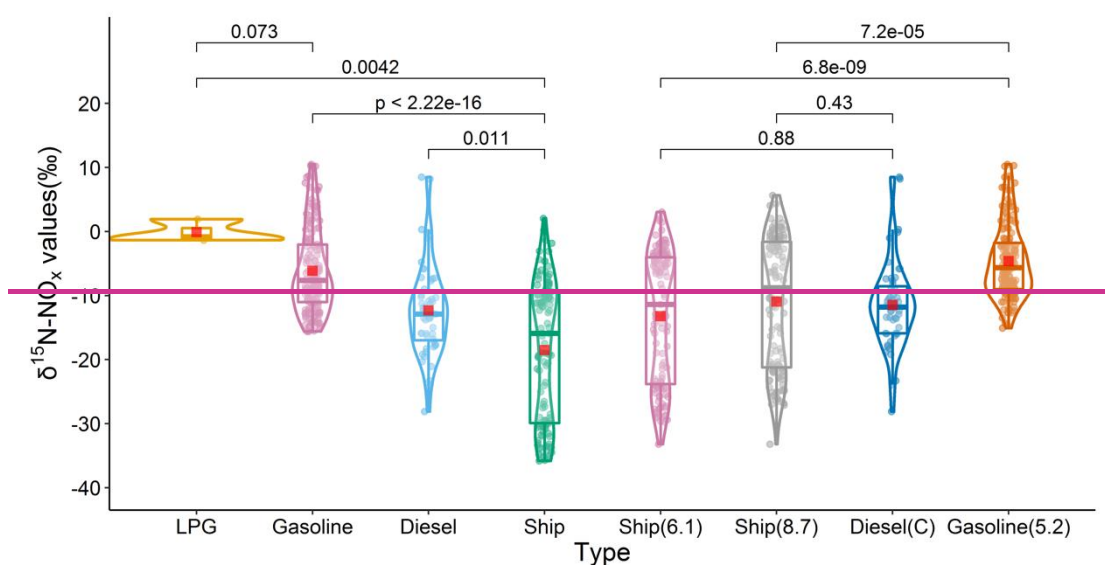 0.073
7.2e-05
0.0042
6.8e-09
p < 2.22e-16
0.43
0.011
0.88
δ¹⁵N-NOₓ values(‰)
20
10
0
-10
-20
-30
-40
LPG Gasoline Diesel Ship Ship(6.1) Ship(8.7) Diesel(C) Gasoline(5.2)
Type